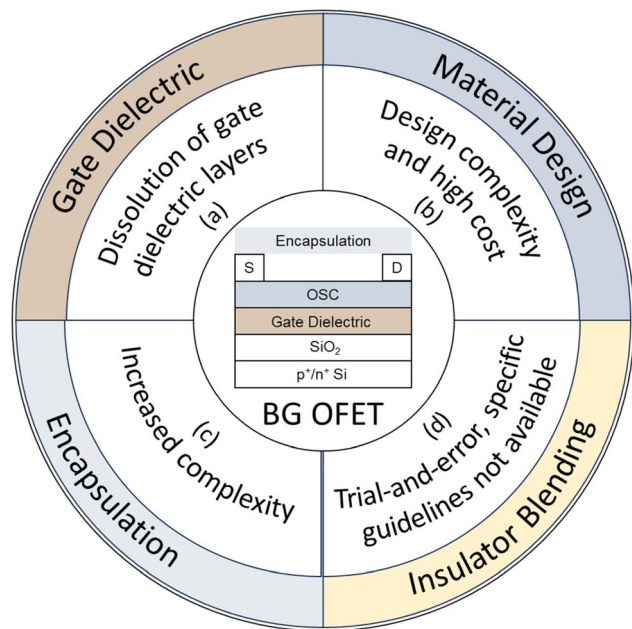 Gate Dielectric
Dissolution of gate
dielectric layers
(a)
Material Design
Design complexity
and high cost
(b)
Encapsulation
S D
OSC
Gate Dielectric
SiO₂
p⁺/n⁺ Si
BG OFET
(c)
Increased complexity
Encapsulation
(d)
Trial-and-error, specific
guidelines not available
Insulator Blending